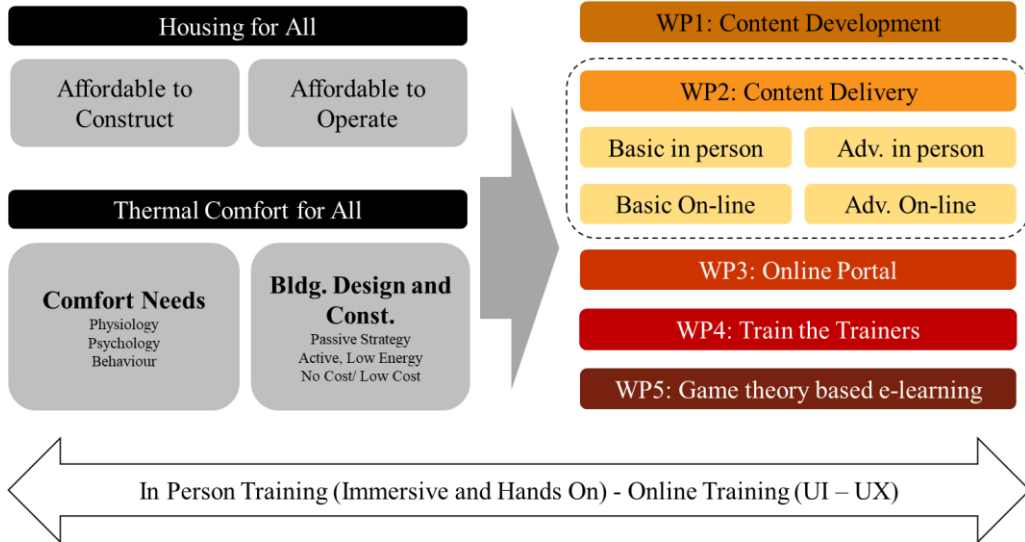 Housing for All
Affordable to
Construct
Affordable to
Operate
Thermal Comfort for All
Comfort Needs
Physiology
Psychology
Behaviour
Bldg. Design and
Const.
Passive Strategy
Active, Low Energy
No Cost/ Low Cost
WP1: Content Development
WP2: Content Delivery
Basic in person
Adv. in person
Basic On-line
Adv. On-line
WP3: Online Portal
WP4: Train the Trainers
WP5: Game theory based e-learning
In Person Training (Immersive and Hands On) - Online Training (UI – UX)